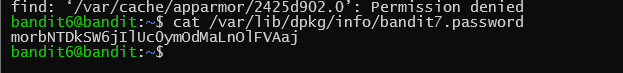 find: ‘/var/cache/apparmor/2425d902.0’: Permission denied
bandit6@bandit:~$ cat /var/lib/dpkg/info/bandit7.password
morbNTDkSW6jIlUc0ymOdMaLnOlFVAaj
bandit6@bandit:~$